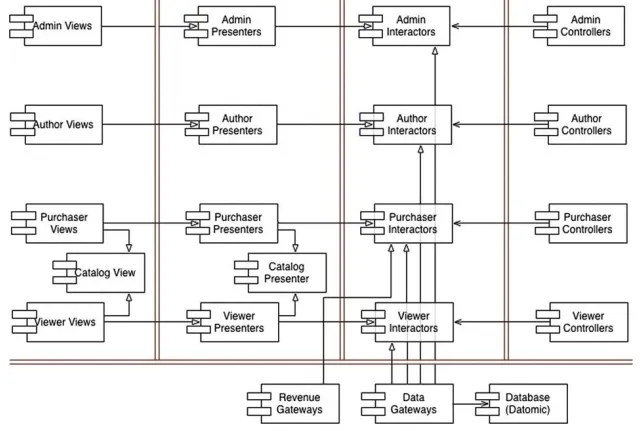 Admin Views
Admin
Presenters
Admin
Interactors
Admin
Controllers
Author Views
Author
Presenters
Author
Interactors
Author
Controllers
Purchaser
Views
Purchaser
Presenters
Purchaser
Interactors
Purchaser
Controllers
Catalog View
Catalog
Presenter
Viewer Views
Viewer
Presenters
Viewer
Interactors
Viewer
Controllers
Revenue
Gateways
Data
Gateways
Database
(Datomic)